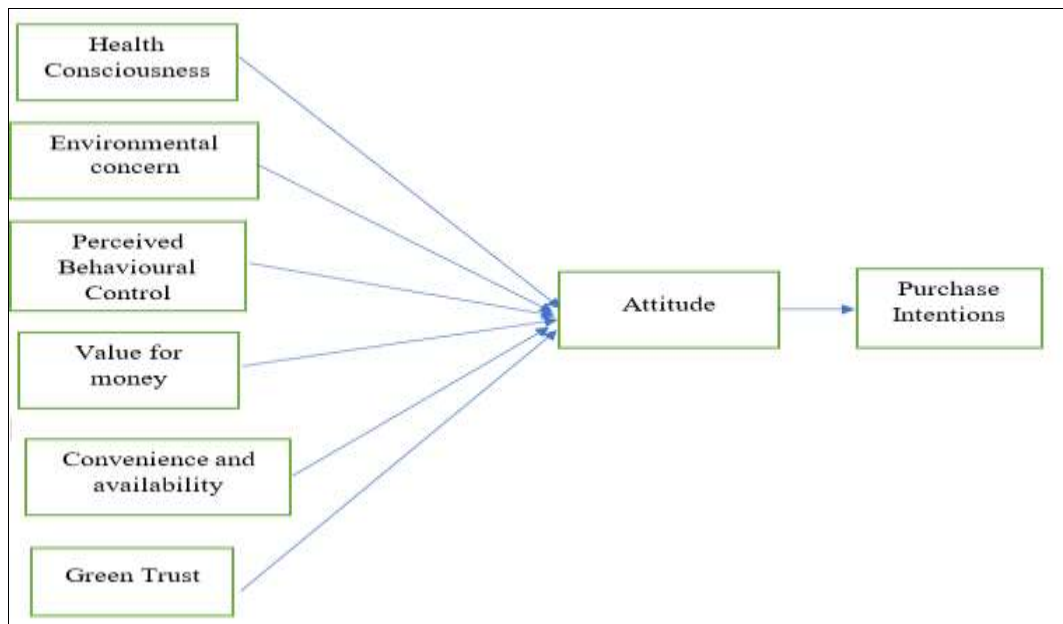 Health
Consciousness
Environmental
concern
Perceived
Behavioural
Control
Value for
money
Convenience and
availability
Green Trust
Attitude
Purchase
Intentions